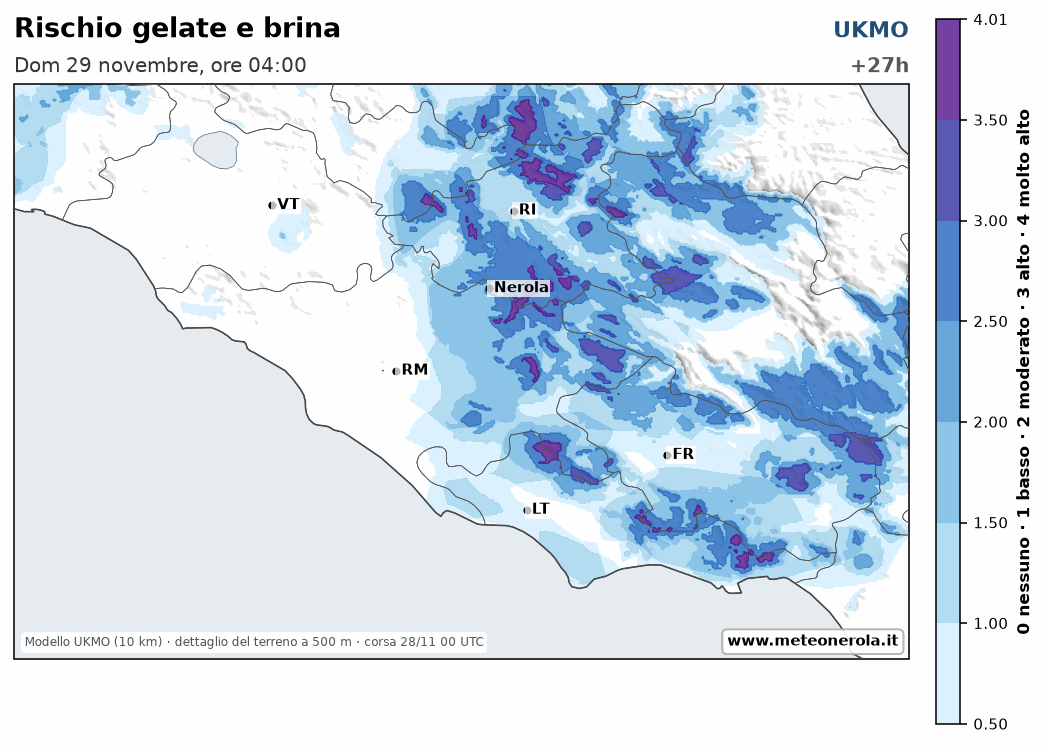 Rischio gelate e brina
UKMO
Dom 29 novembre, ore 04:00
+27h
VT
RI
Nerola
RM
FR
LT
Modello UKMO (10 km) · dettaglio del terreno a 500 m · corsa 28/11 00 UTC
www.meteonerola.it
4.01
3.50
3.00
2.50
2.00
1.50
1.00
0.50
0 nessuno · 1 basso · 2 moderato · 3 alto · 4 molto alto